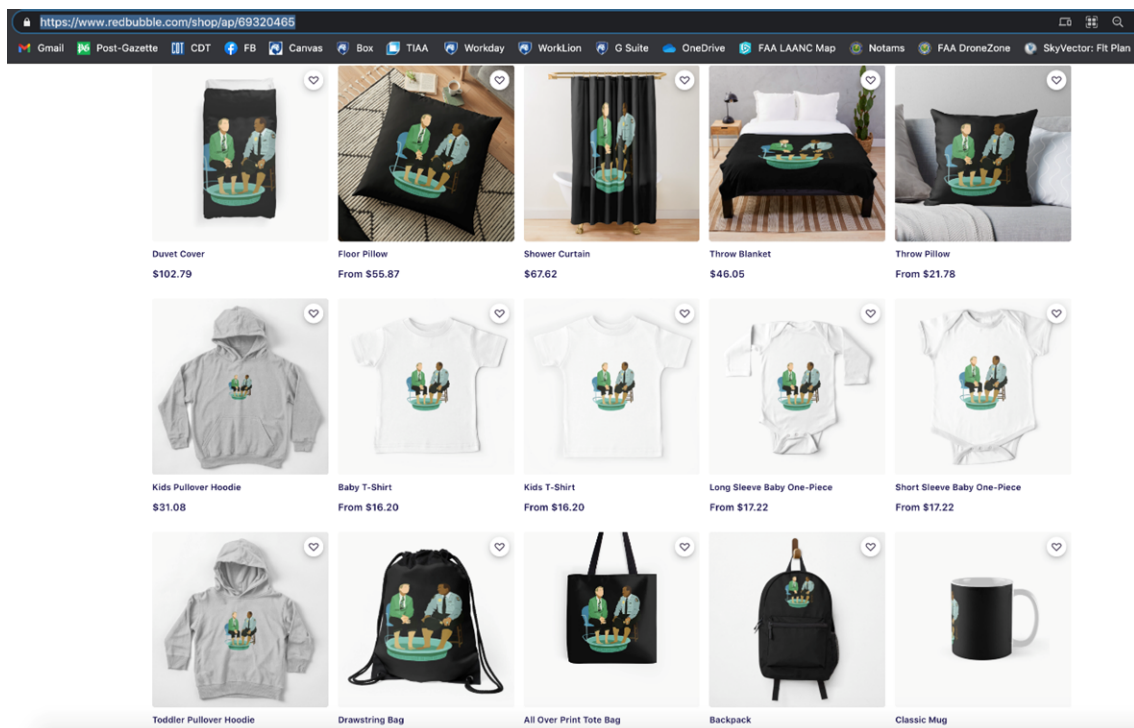 https://www.redbubble.com/shop/ap/69320465
Gmail Post-Gazette CDT FB Canvas Box TIAA Workday WorkLion G Suite OneDrive FAA LAANC Map Notams FAA DroneZone SkyVector: Flt Plan
Duvet Cover Floor Pillow Shower Curtain Throw Blanket Throw Pillow
$102.79 From $55.87 $67.62 $46.05 From $21.78
Kids Pullover Hoodie Baby T-Shirt Kids T-Shirt Long Sleeve Baby One-Piece Short Sleeve Baby One-Piece
$31.08 From $16.20 From $16.20 From $17.22 From $17.22
Toddler Pullover Hoodie Drawstring Bag All Over Print Tote Bag Backpack Classic Mug